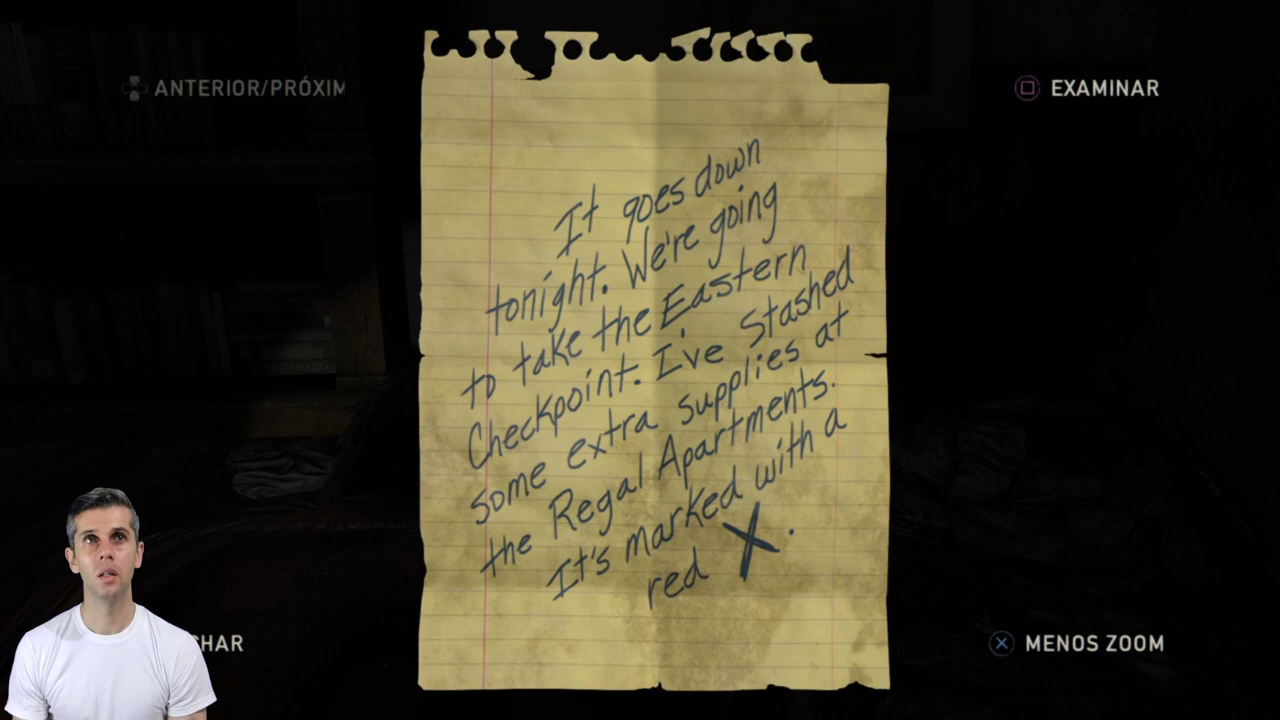 ANTERIOR/PRÓXIM
EXAMINAR
It goes down
tonight. We're going
to take the Eastern
Checkpoint. I've Stashed
some extra supplies at
the Regal Apartments.
It's marked with a
red X.
HAR
MENOS ZOOM